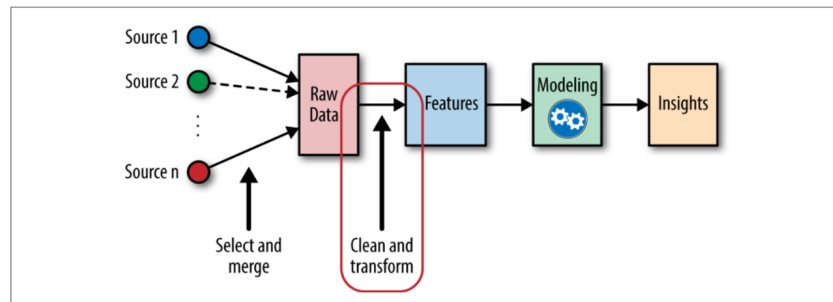 Source 1
Source 2
⋮
Source n
Raw
Data
Features
Modeling
Insights
Select and
merge
Clean and
transform